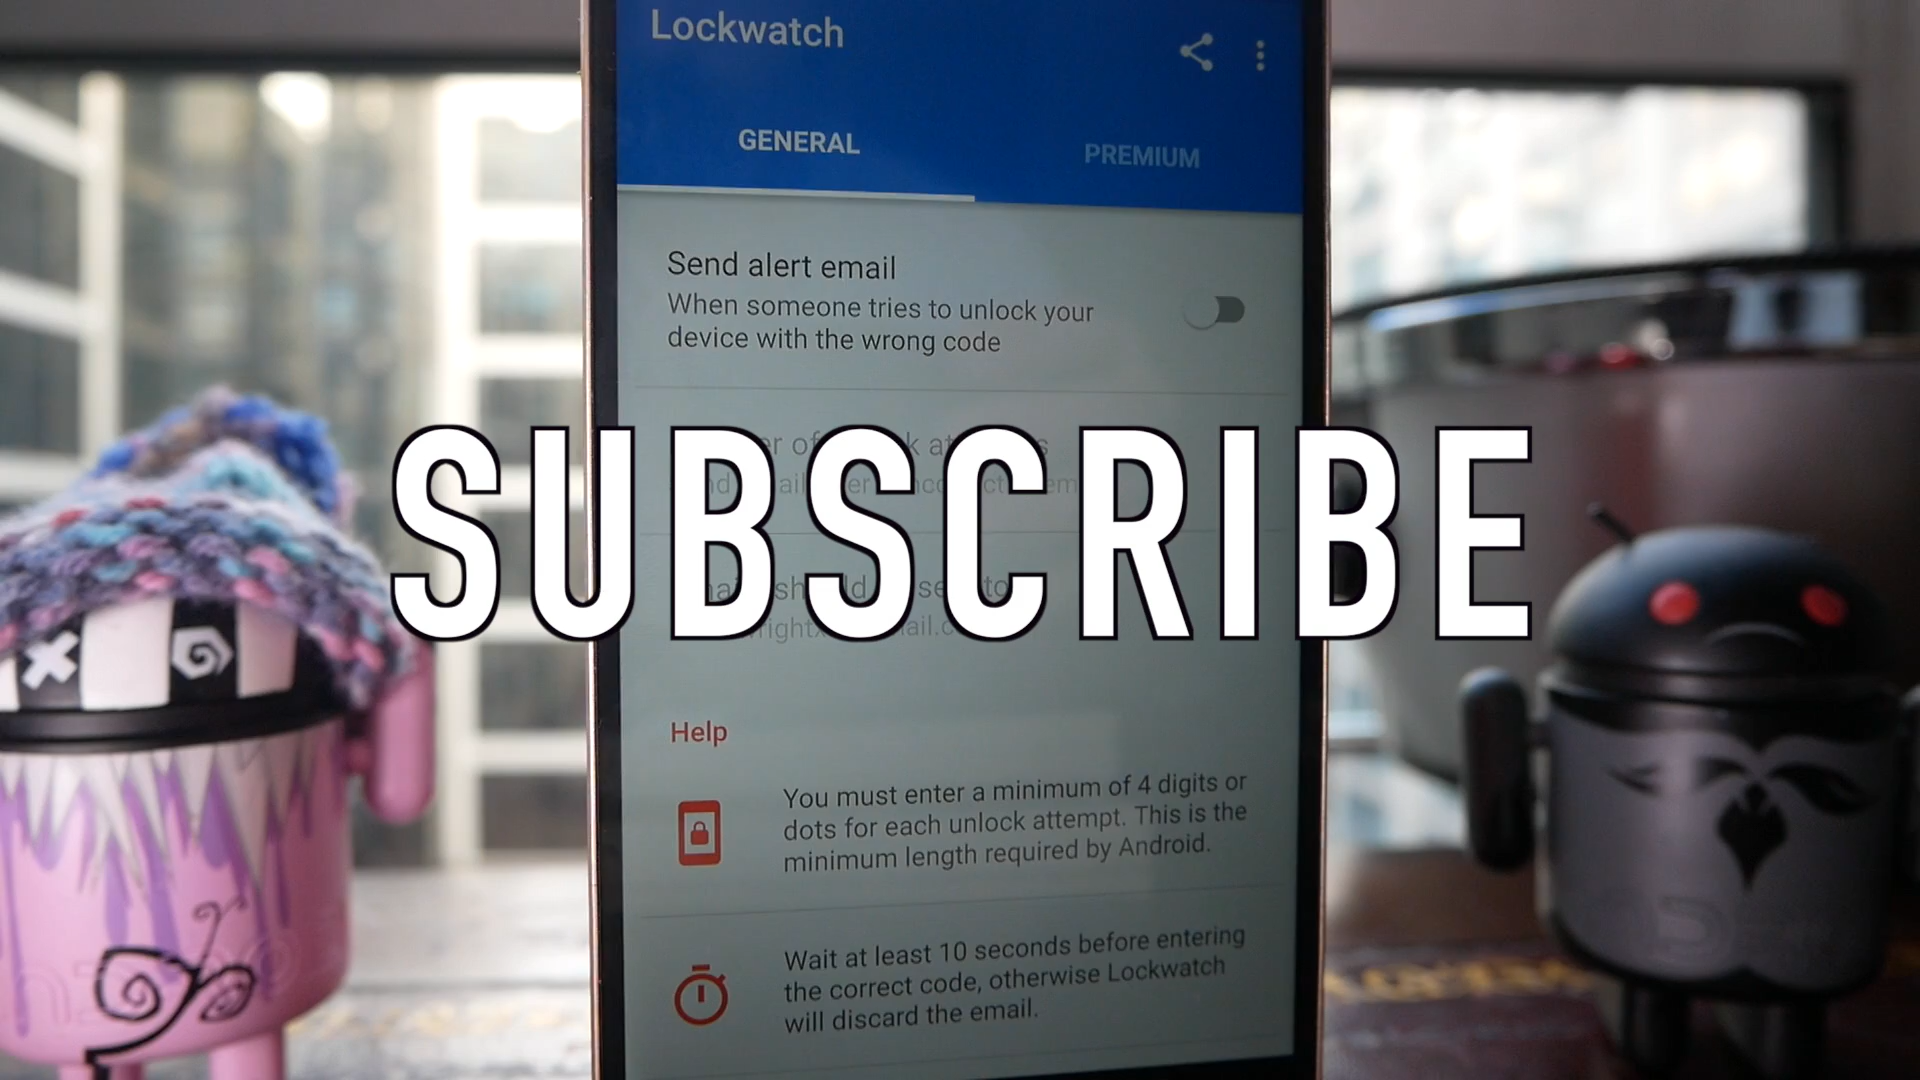 Lockwatch
GENERAL
PREMIUM
Send alert email
When someone tries to unlock your
device with the wrong code
SUBSCRIBE
Help
You must enter a minimum of 4 digits or
dots for each unlock attempt. This is the
minimum length required by Android.
Wait at least 10 seconds before entering
the correct code, otherwise Lockwatch
will discard the email.